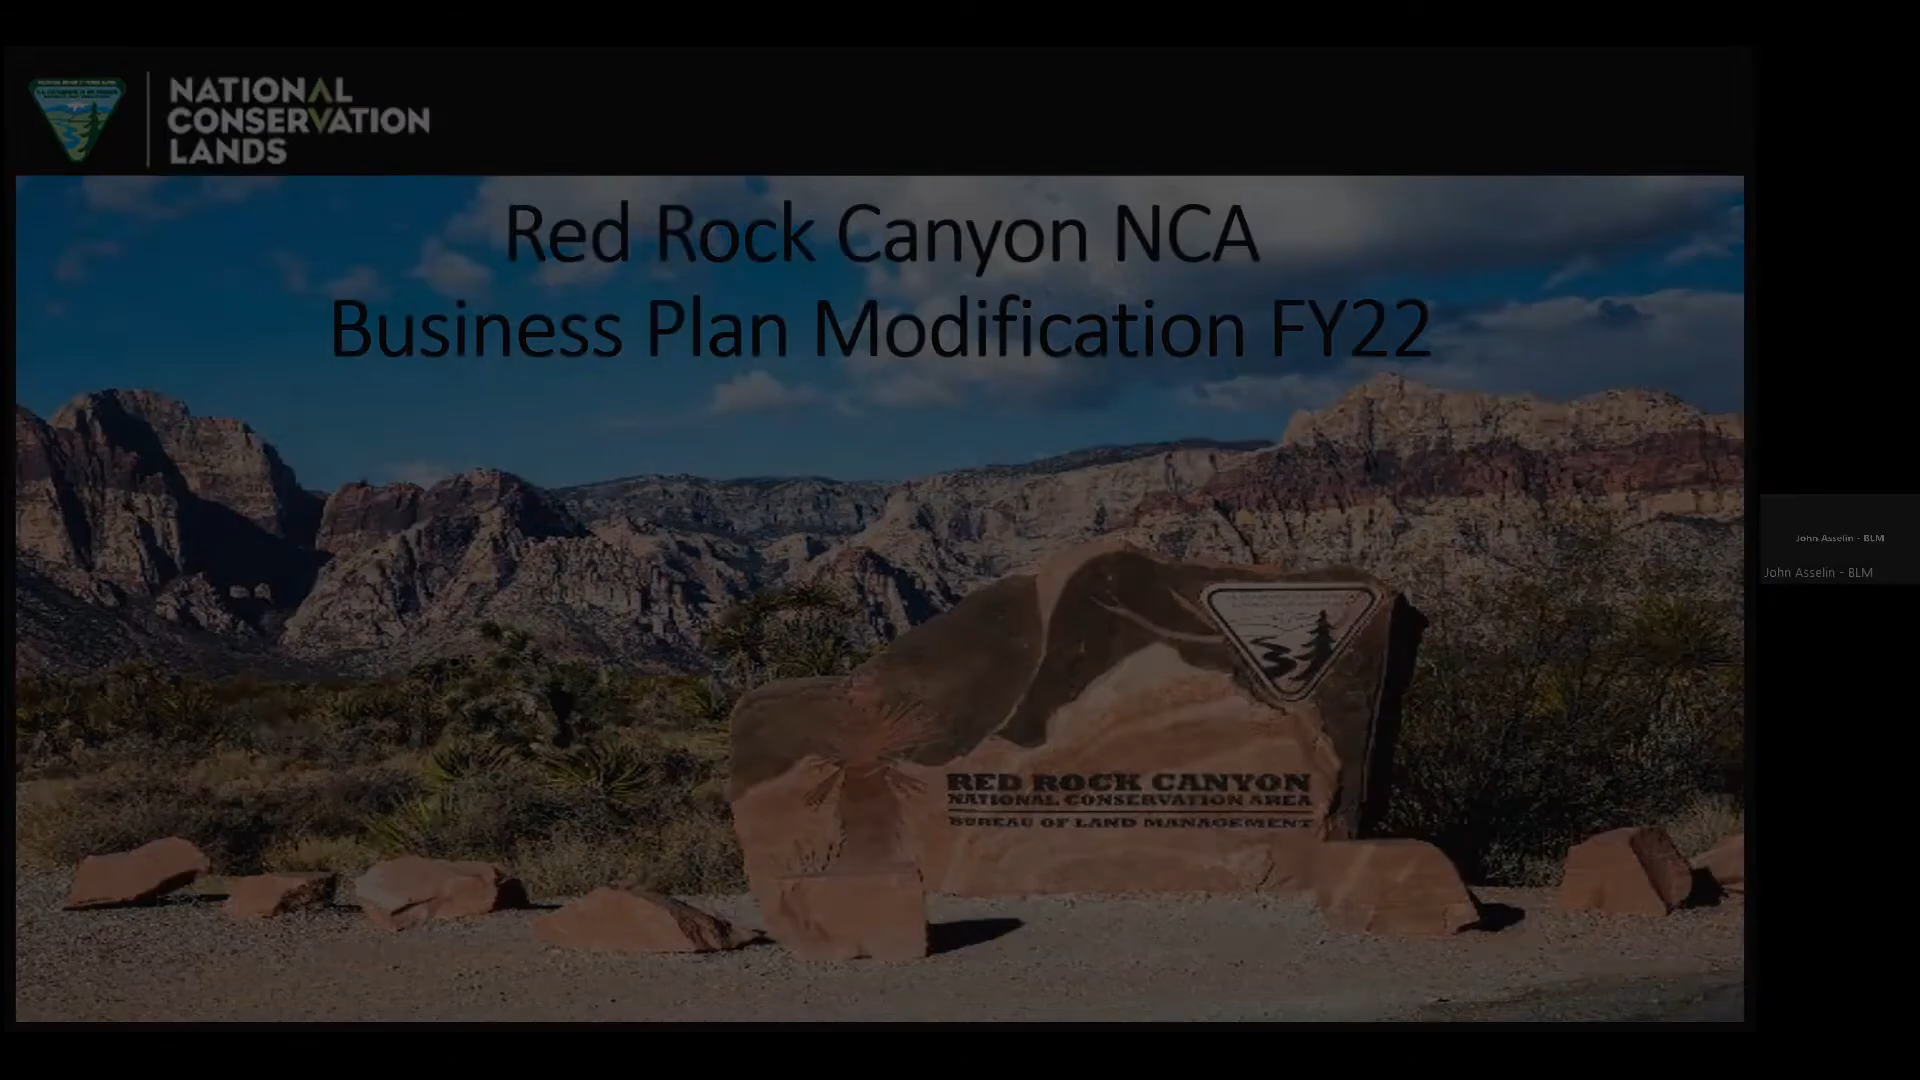 NATIONAL
CONSERVATION
LANDS
Red Rock Canyon NCA
Business Plan Modification FY22
John Asselin - BLM
John Asselin - BLM
RED ROCK CANYON
NATIONAL CONSERVATION AREA
BUREAU OF LAND MANAGEMENT